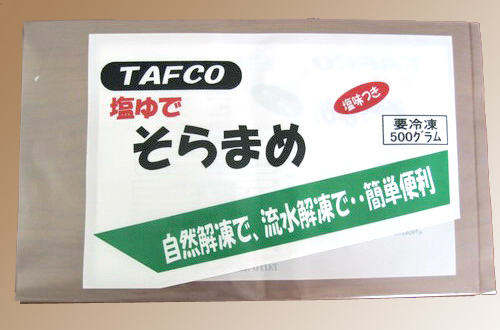 TAFCO
塩ゆで
塩味つき
そらまめ
要冷凍
500グラム
自然解凍で、流水解凍で‥簡単便利